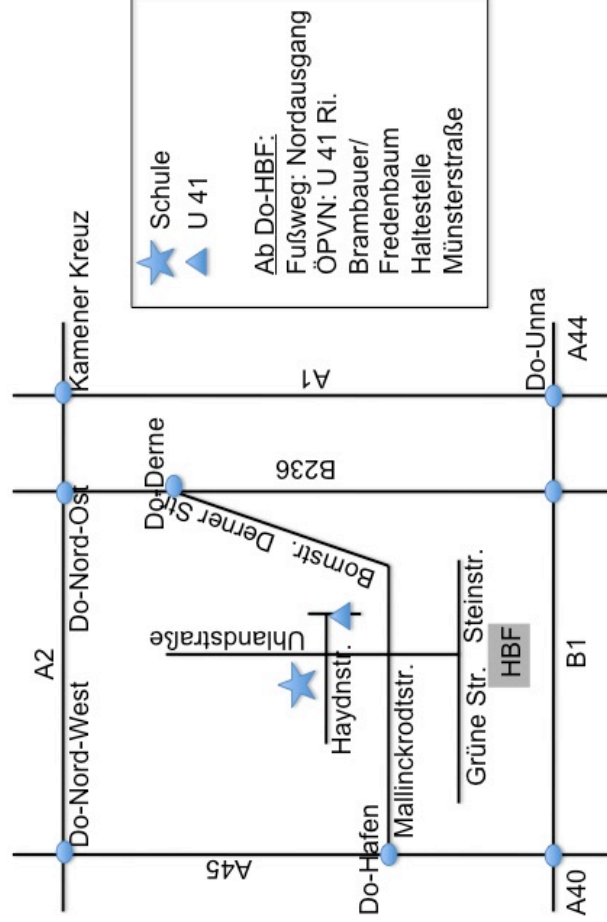 A2
Do-Nord-West
Do-Nord-Ost
Kamener Kreuz
Do-Derne
Derner Str.
Bornstr.
B236
A1
A45
Uhlandstraße
Haydnstr.
Do-Hafen
Mallinckrodtstr.
Grüne Str.
Steinstr.
HBF
Do-Unna
A40
B1
A44
Schule
U 41
Ab Do-HBF:
Fußweg: Nordausgang
ÖPVN: U 41 Ri.
Brambauer/
Fredenbaum
Haltestelle
Münsterstraße